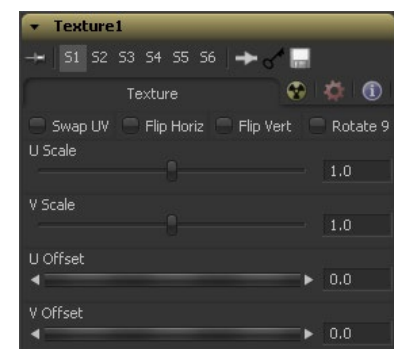 Texture1
S1 S2 S3 S4 S5 S6
Texture
Swap UV Flip Horiz Flip Vert Rotate 9
U Scale
1.0
V Scale
1.0
U Offset
0.0
V Offset
0.0